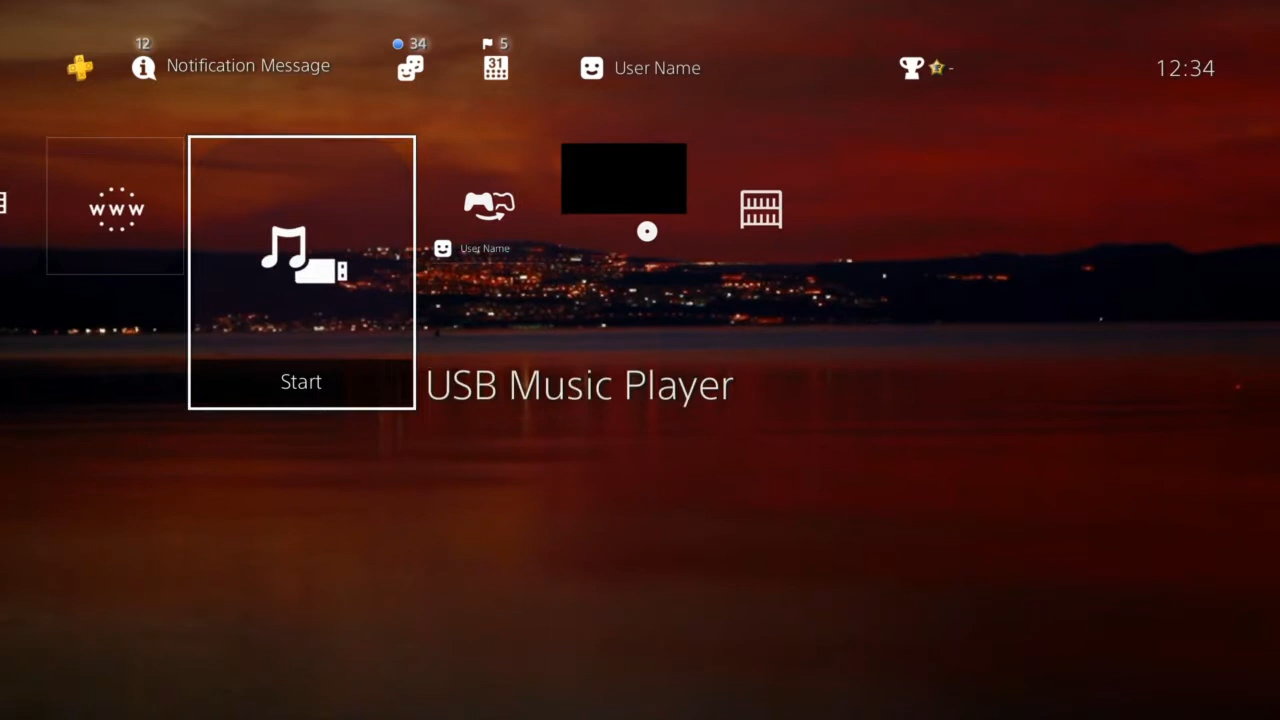 12
34
5
Notification Message
31
User Name
-
12:34
www
User Name
Start
USB Music Player